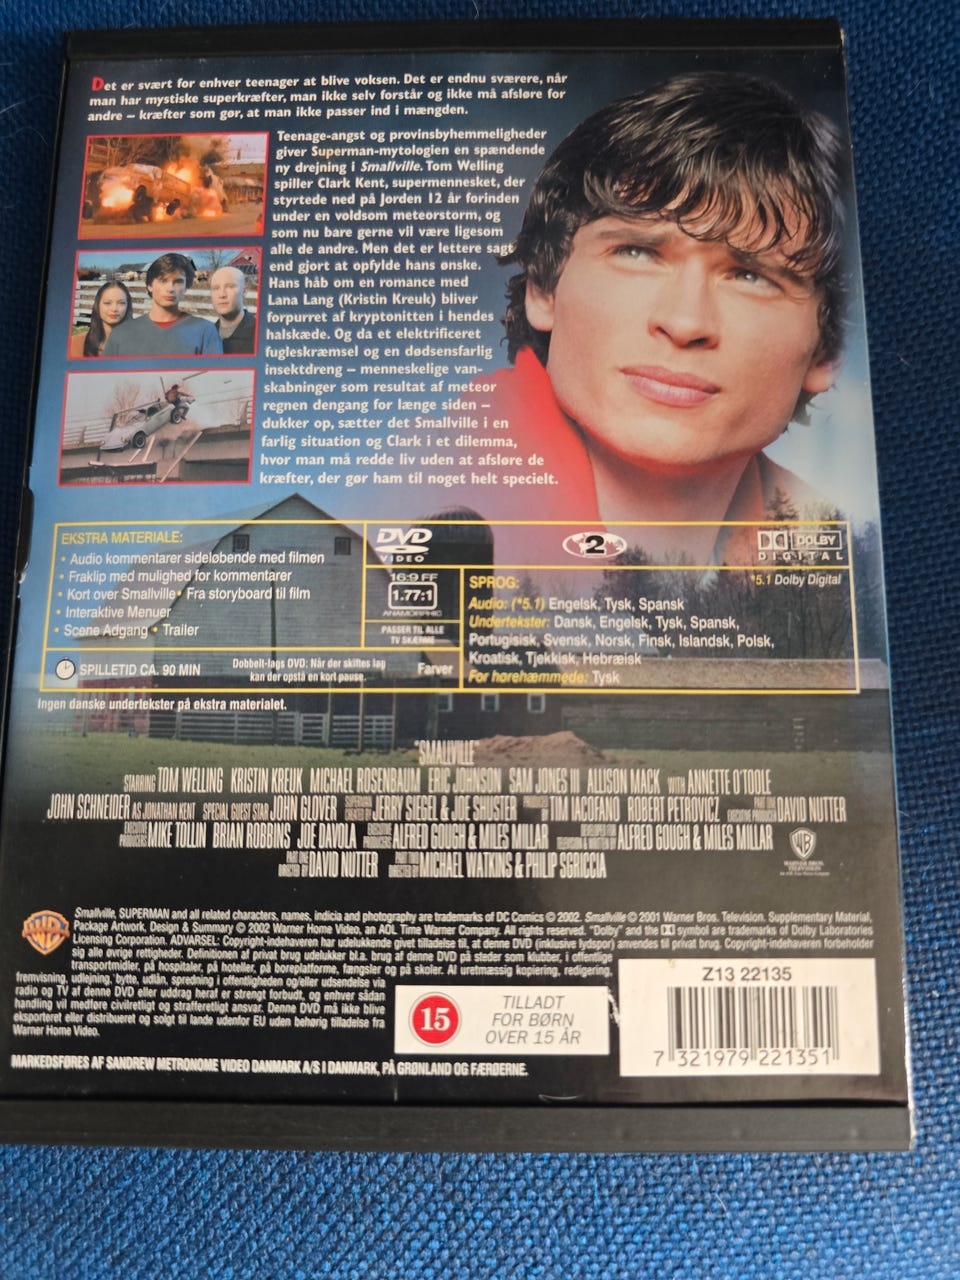 Det er svært for enhver teenager at blive voksen. Det er endnu sværere, når
man har mystiske superkræfter, man ikke selv forstår og ikke må afsløre for
andre – kræfter som gør, at man ikke passer ind i mængden.
Teenage-angst og provinsbyhemmeligheder
giver Superman-mytologien en spændende
ny drejning i Smallville. Tom Welling
spiller Clark Kent, supermennesket, der
styrtede ned på Jorden 12 år forinden
under en voldsom meteorstorm, og
som nu bare gerne vil være ligesom
alle de andre. Men det er lettere sagt
end gjort at opfylde hans ønske.
Hans håb om en romance med
Lana Lang (Kristin Kreuk) bliver
forpurret af kryptonitten i hendes
halskæde. Og da et elektrificeret
fugleskræmsel og en dødsensfarlig
insektdreng – menneskelige van-
skabninger som resultat af meteor
regnen dengang for længe siden –
dukker op, sætter det Smallville i en
farlig situation og Clark i et dilemma,
hvor man må redde liv uden at afsløre de
kræfter, der gør ham til noget helt specielt.
EKSTRA MATERIALE:
• Audio kommentarer sideløbende med filmen
• Fraklip med mulighed for kommentarer
• Kort over Smallville • Fra storyboard til film
• Interaktive Menuer
• Scene Adgang • Trailer
SPILLETID CA. 90 MIN
Dobbelt-lags DVD: Når der skiftes lag
kan der opstå en kort pause.
Farver
DVD
VIDEO
16:9 FF
1.77:1
ANAMORPHIC
PASSER TIL ALLE
TV SKÆRME
2
DOLBY
DIGITAL
SPROG:
*5.1 Dolby Digital
Audio: (*5.1) Engelsk, Tysk, Spansk
Undertekster: Dansk, Engelsk, Tysk, Spansk,
Portugisisk, Svensk, Norsk, Finsk, Islandsk, Polsk,
Kroatisk, Tjekkisk, Hebræisk
For hørehæmmede: Tysk
Ingen danske undertekster på ekstra materialet.
"SMALLVILLE"
STARRING TOM WELLING KRISTIN KREUK MICHAEL ROSENBAUM ERIC JOHNSON SAM JONES III ALLISON MACK WITH ANNETTE O'TOOLE
JOHN SCHNEIDER AS JONATHAN KENT SPECIAL GUEST STAR JOHN GLOVER JERRY SIEGEL & JOE SHUSTER TIM IACOFANO ROBERT PETROVICZ EXECUTIVE PRODUCER DAVID NUTTER
EXECUTIVE PRODUCERS MIKE TOLLIN BRIAN ROBBINS JOE DAVOLA EXECUTIVE PRODUCERS ALFRED GOUGH & MILES MILLAR ALFRED GOUGH & MILES MILLAR
PART ONE DIRECTED BY DAVID NUTTER PART TWO DIRECTED BY MICHAEL WATKINS & PHILIP SGRICCIA
WB
WARNER BROS.
TELEVISION
WB
Smallville, SUPERMAN and all related characters, names, indicia and photography are trademarks of DC Comics © 2002. Smallville © 2001 Warner Bros. Television. Supplementary Material,
Package Artwork, Design & Summary © 2002 Warner Home Video, an AOL Time Warner Company. All rights reserved. "Dolby" and the symbol are trademarks of Dolby Laboratories
Licensing Corporation. ADVARSEL: Copyright-indehaveren har udelukkende givet tilladelse til, at denne DVD (inklusive lydspor) anvendes til privat brug. Copyright-indehaveren forbeholder
sig alle øvrige rettigheder. Definitionen af privat brug udelukker bl.a. brug af denne DVD på steder som klubber, i offentlige
transportmidler, på hospitaler, på hoteller, på boreplatforme, fængsler og på skoler. Al uretmæssig kopiering, redigering,
fremvisning, udlejning, bytte, udlån, spredning i offentligheden og/eller udsendelse via
radio og TV af denne DVD eller uddrag heraf er strengt forbudt, og enhver sådan
handling vil medføre civilretligt og strafferetligt ansvar. Denne DVD må ikke blive
eksporteret eller distribueret og solgt til lande udenfor EU uden behørig tilladelse fra
Warner Home Video.
15
TILLADT
FOR BØRN
OVER 15 ÅR
Z13 22135
7 321979 221351
MARKEDSFØRES AF SANDREW METRONOME VIDEO DANMARK A/S I DANMARK, PÅ GRØNLAND OG FÆRØERNE.